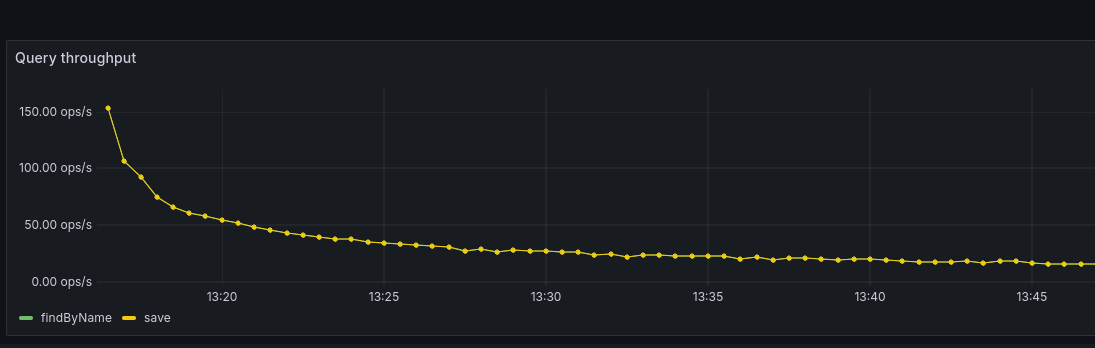 Query throughput
150.00 ops/s
100.00 ops/s
50.00 ops/s
0.00 ops/s
13:20 13:25 13:30 13:35 13:40 13:45
findByName save